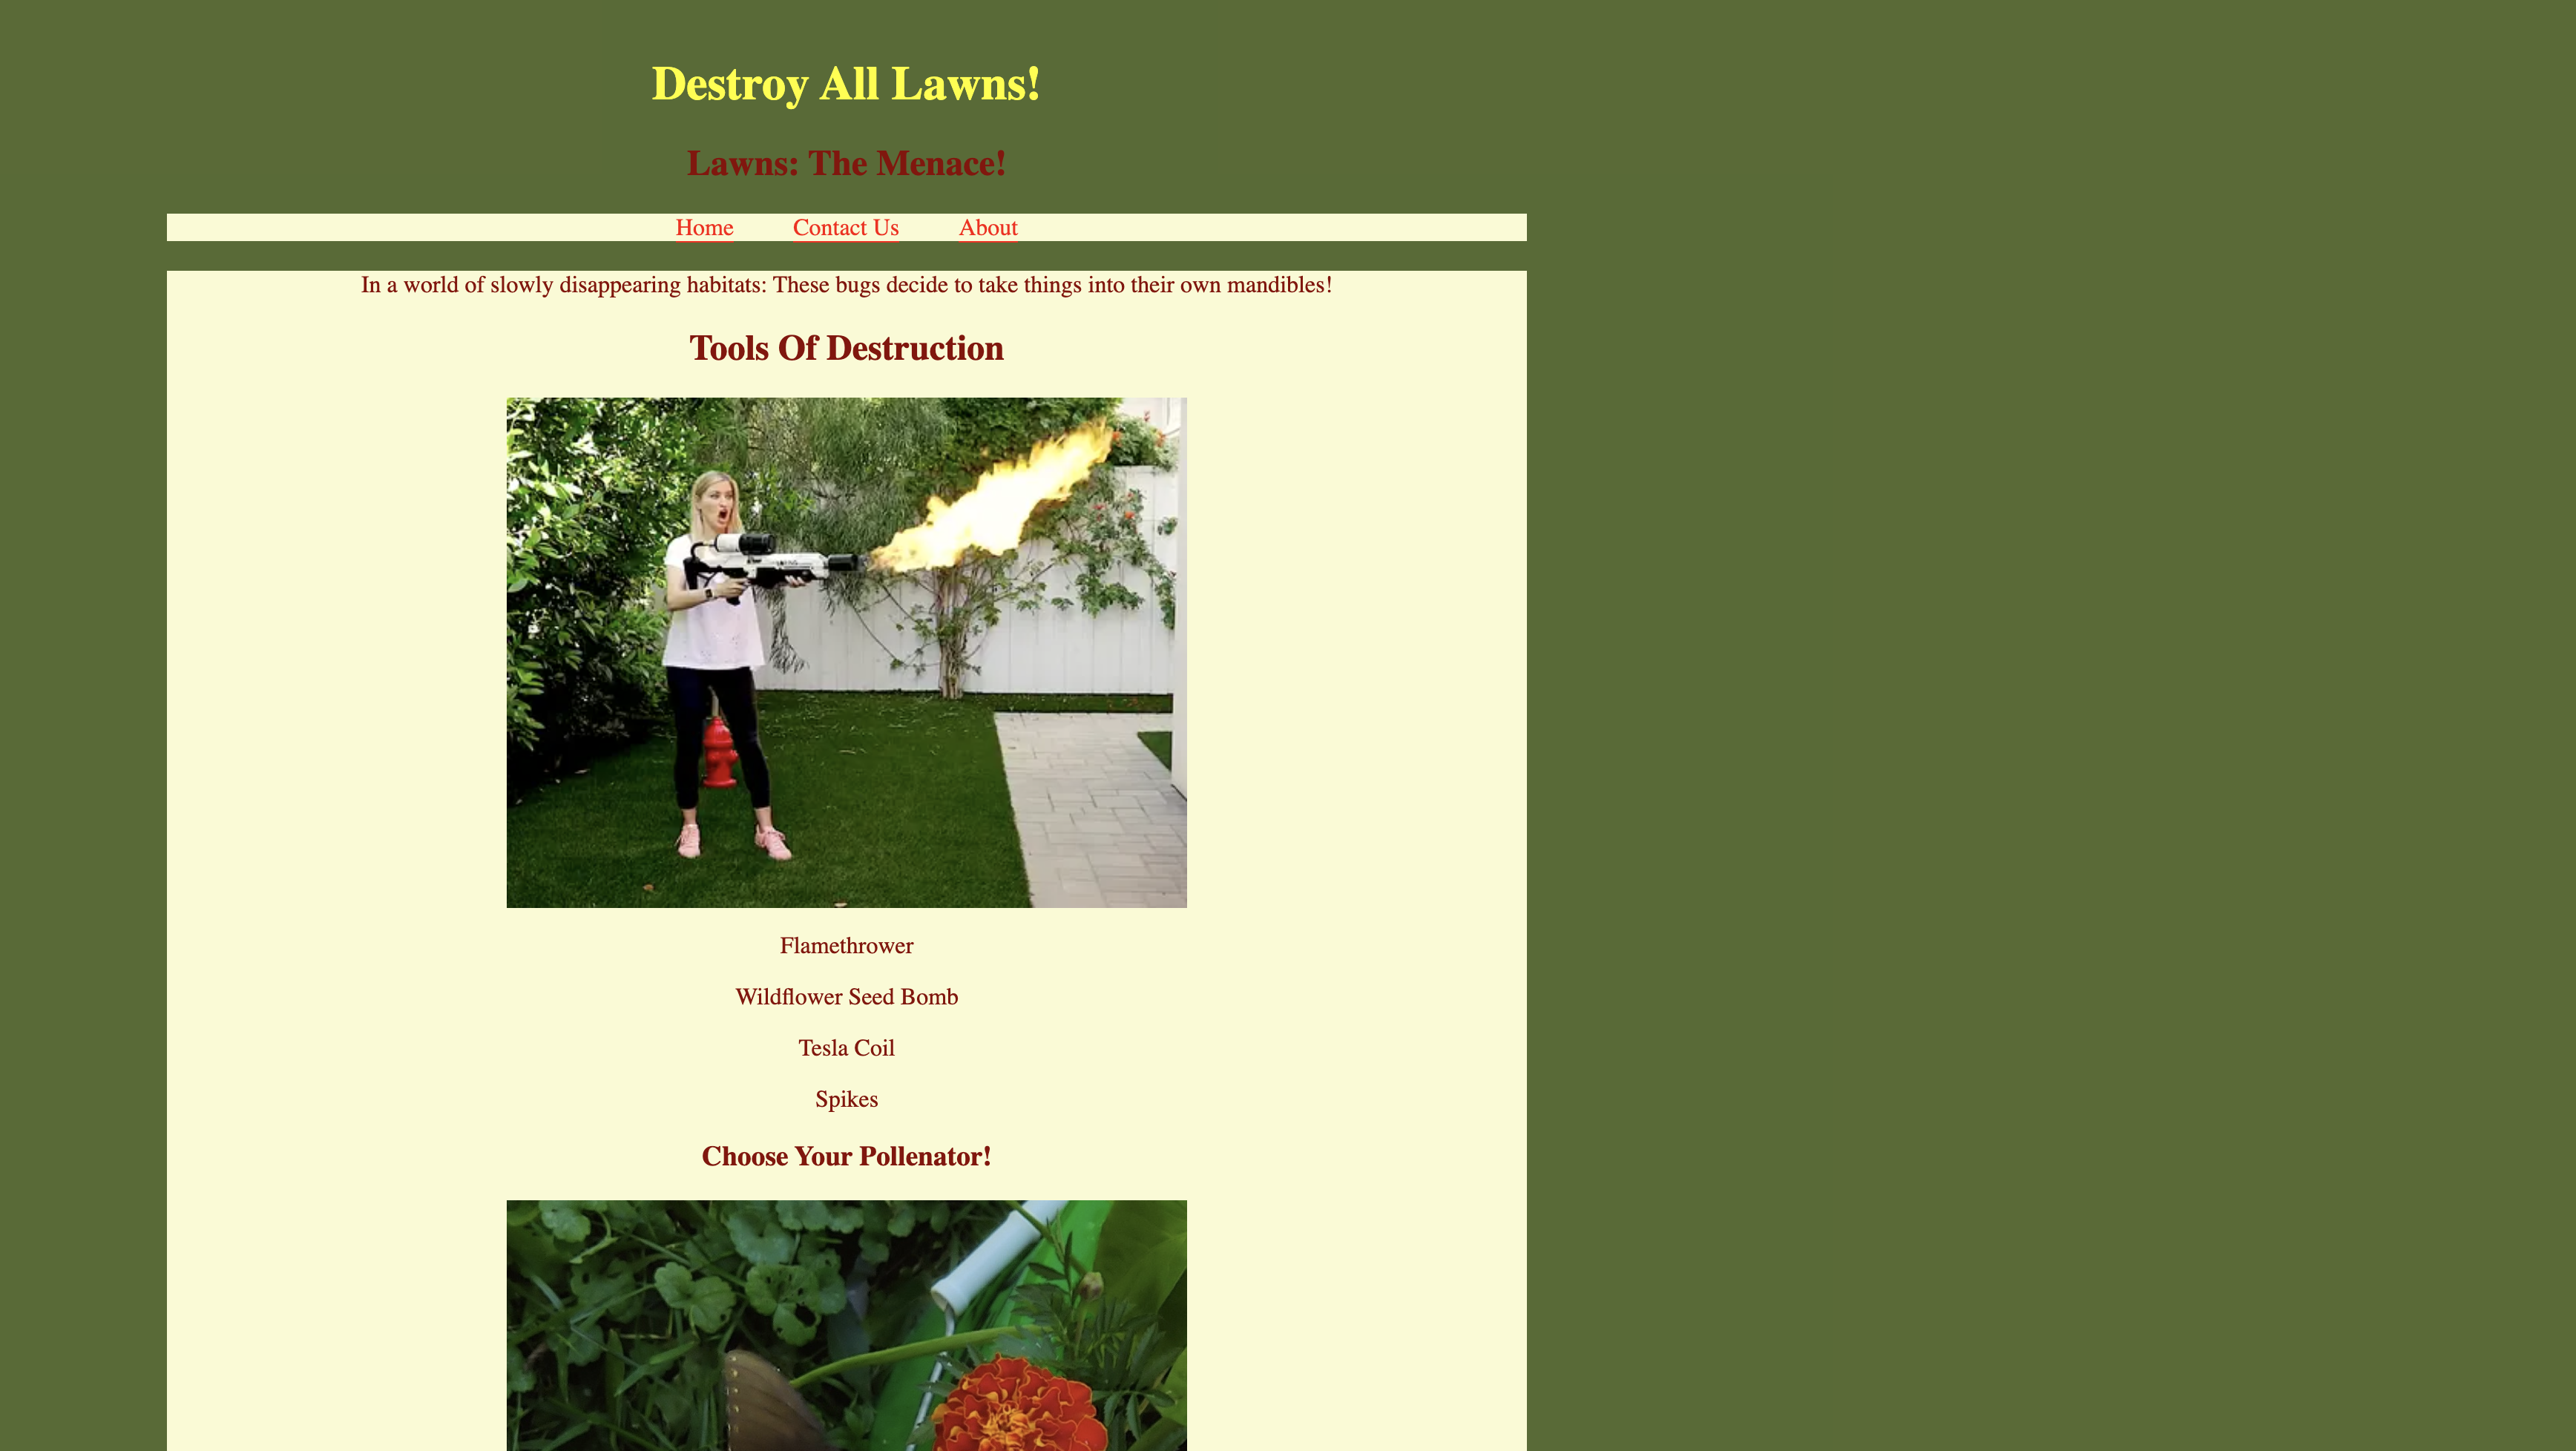 Destroy All Lawns!
Lawns: The Menace!
Home Contact Us About
In a world of slowly disappearing habitats: These bugs decide to take things into their own mandibles!
Tools Of Destruction
Flamethrower
Wildflower Seed Bomb
Tesla Coil
Spikes
Choose Your Pollenator!